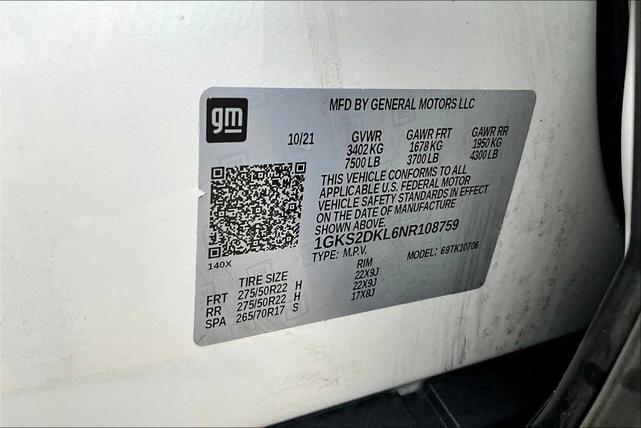 gm
MFD BY GENERAL MOTORS LLC
10/21 GVWR GAWR FRT GAWR RR
3402 KG 1678 KG 1950 KG
7500 LB 3700 LB 4300 LB
THIS VEHICLE CONFORMS TO ALL
APPLICABLE U.S. FEDERAL MOTOR
VEHICLE SAFETY STANDARDS IN EFFECT
ON THE DATE OF MANUFACTURE
SHOWN ABOVE.
1GKS2DKL6NR108759
140X TYPE: M.P.V. MODEL: 69TK10706
TIRE SIZE RIM
FRT 275/50R22 H 22X9J
RR 275/50R22 H 22X9J
SPA 265/70R17 S 17X8J